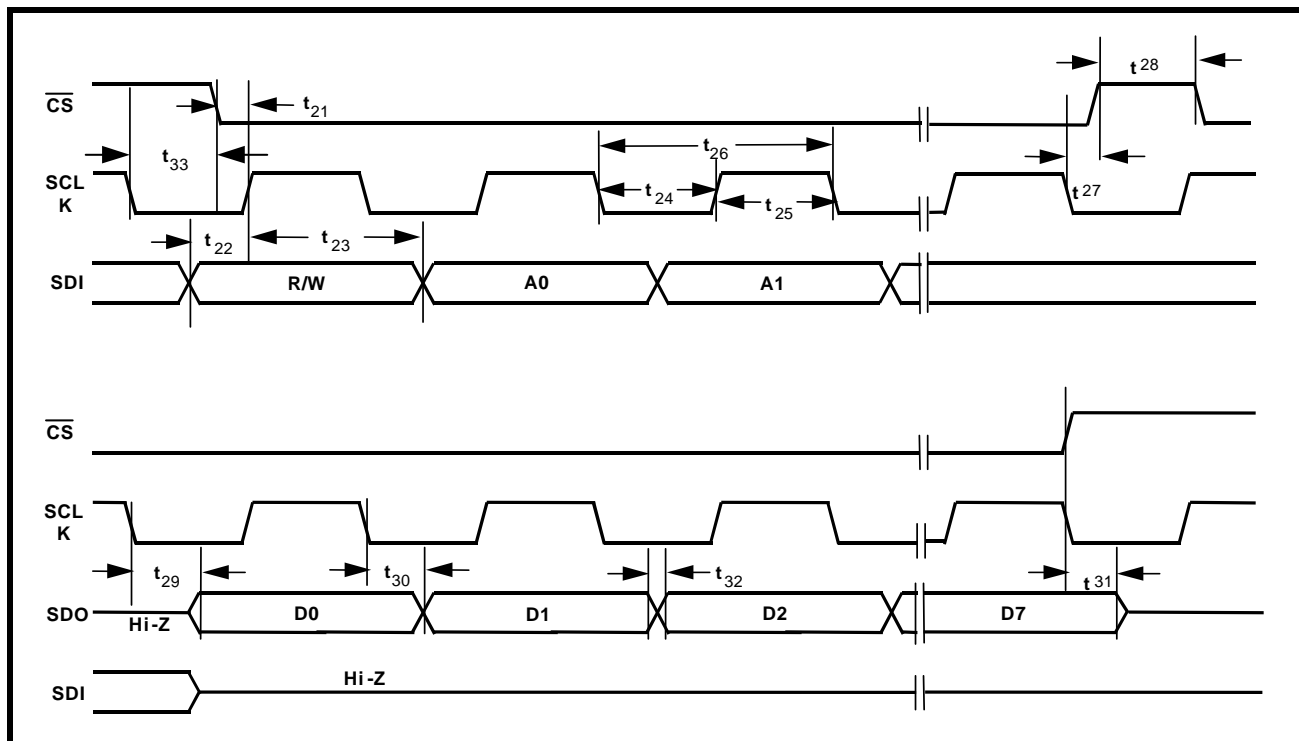 t28
CS
t21
t33
t26
SCL
K
t24
t25
t27
t22
t23
SDI
R/W
A0
A1
CS
SCL
K
t29
t30
t32
t31
SDO
Hi-Z
D0
D1
D2
D7
SDI
Hi-Z